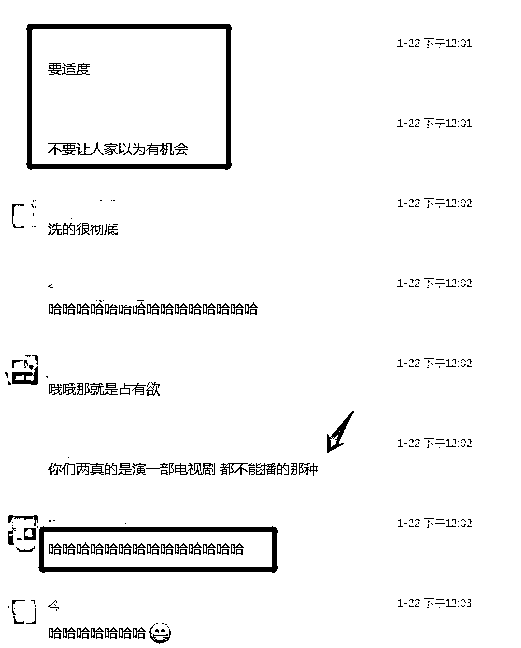 1-22 下午12:01
要适度
1-22 下午12:01
不要让人家以为有机会
1-22 下午12:02
洗的很彻底
1-22 下午12:02
哈哈哈哈哈哈哈哈哈哈哈哈哈哈哈
1-22 下午12:02
哦哦那就是占有欲
1-22 下午12:02
你们两真的是演一部电视剧 都不能播的那种
1-22 下午12:02
哈哈哈哈哈哈哈哈哈哈哈哈哈哈
1-22 下午12:03
哈哈哈哈哈哈哈